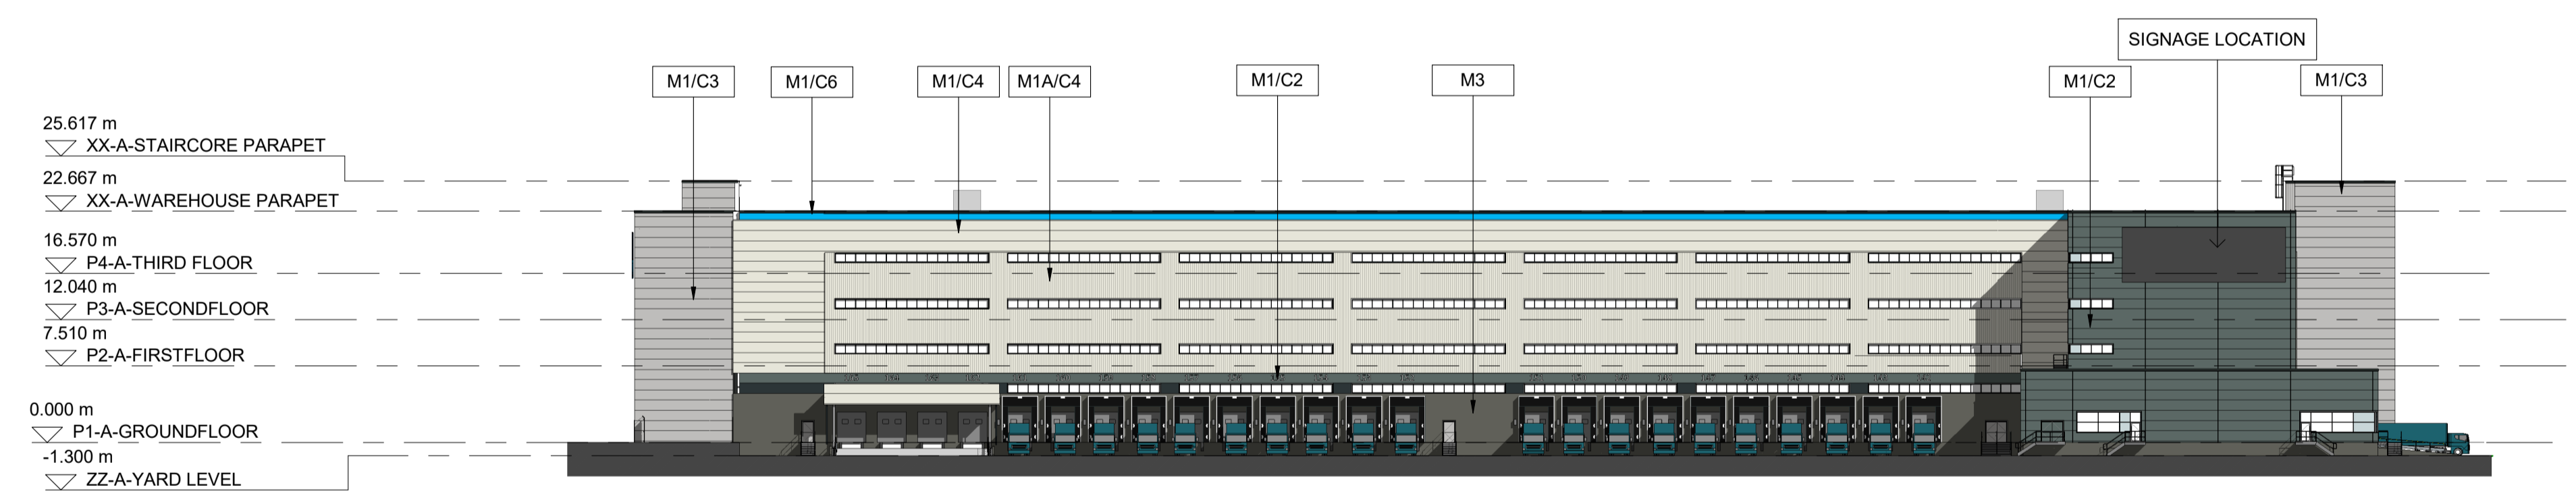 SIGNAGE LOCATION
M1/C3
M1/C6
M1/C4
M1A/C4
M1/C2
M3
M1/C2
M1/C3
25.617 m
XX-A-STAIRCORE PARAPET
22.667 m
XX-A-WAREHOUSE PARAPET
16.570 m
P4-A-THIRD FLOOR
12.040 m
P3-A-SECONDFLOOR
7.510 m
P2-A-FIRSTFLOOR
0.000 m
P1-A-GROUNDFLOOR
-1.300 m
ZZ-A-YARD LEVEL